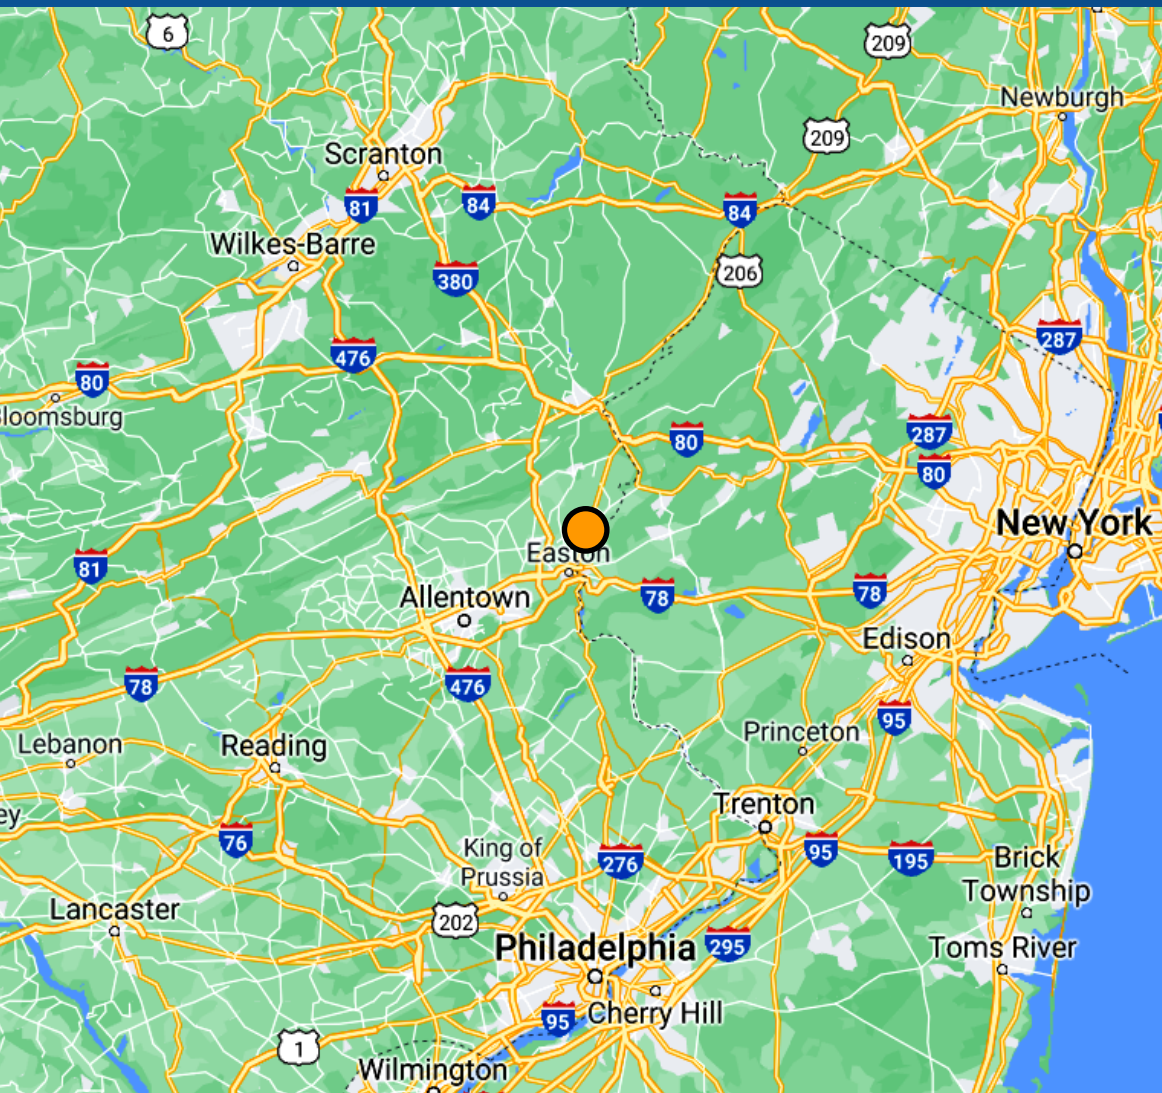 6
209
Newburgh
209
Scranton
81
84
84
Wilkes-Barre
380
206
287
476
80
Bloomsburg
287
80
80
New York
Easton
81
78
78
Allentown
Edison
78
476
95
Princeton
Lebanon
Reading
Trenton
ey
76
King of
Prussia
276
95
195
Brick
Township
Lancaster
202
Philadelphia
295
Toms River
95
Cherry Hill
1
Wilmington